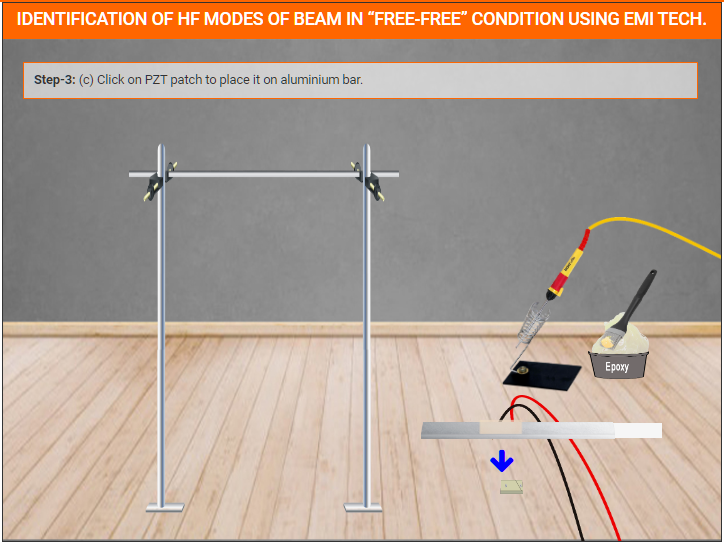 IDENTIFICATION OF HF MODES OF BEAM IN “FREE-FREE” CONDITION USING EMI TECH.
Step-3: (c) Click on PZT patch to place it on aluminium bar.
Epoxy